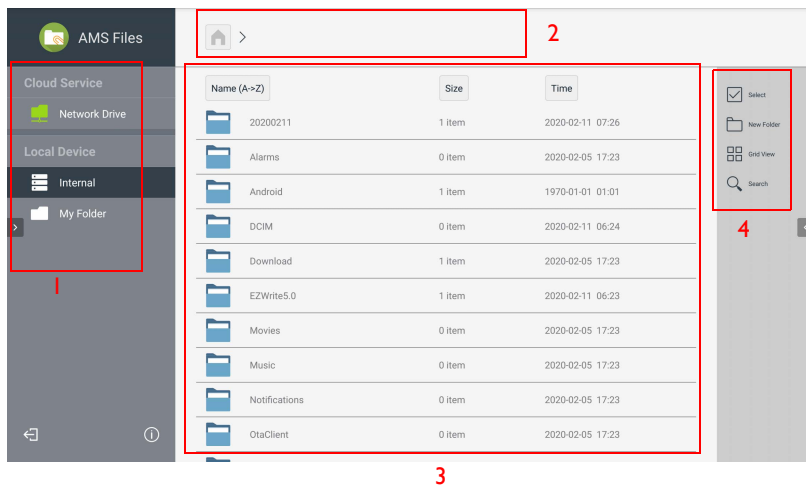 AMS Files
>
2
Cloud Service
Network Drive
Local Device
Internal
My Folder
1
Name (A->Z) Size Time
20200211 1 item 2020-02-11 07:26
Alarms 0 item 2020-02-05 17:23
Android 1 item 1970-01-01 01:01
DCIM 0 item 2020-02-11 06:24
Download 1 item 2020-02-05 17:23
EZWrite5.0 1 item 2020-02-11 06:23
Movies 0 item 2020-02-05 17:23
Music 0 item 2020-02-05 17:23
Notifications 0 item 2020-02-05 17:23
OtaClient 0 item 2020-02-05 17:23
3
Select
New Folder
Grid View
Search
4